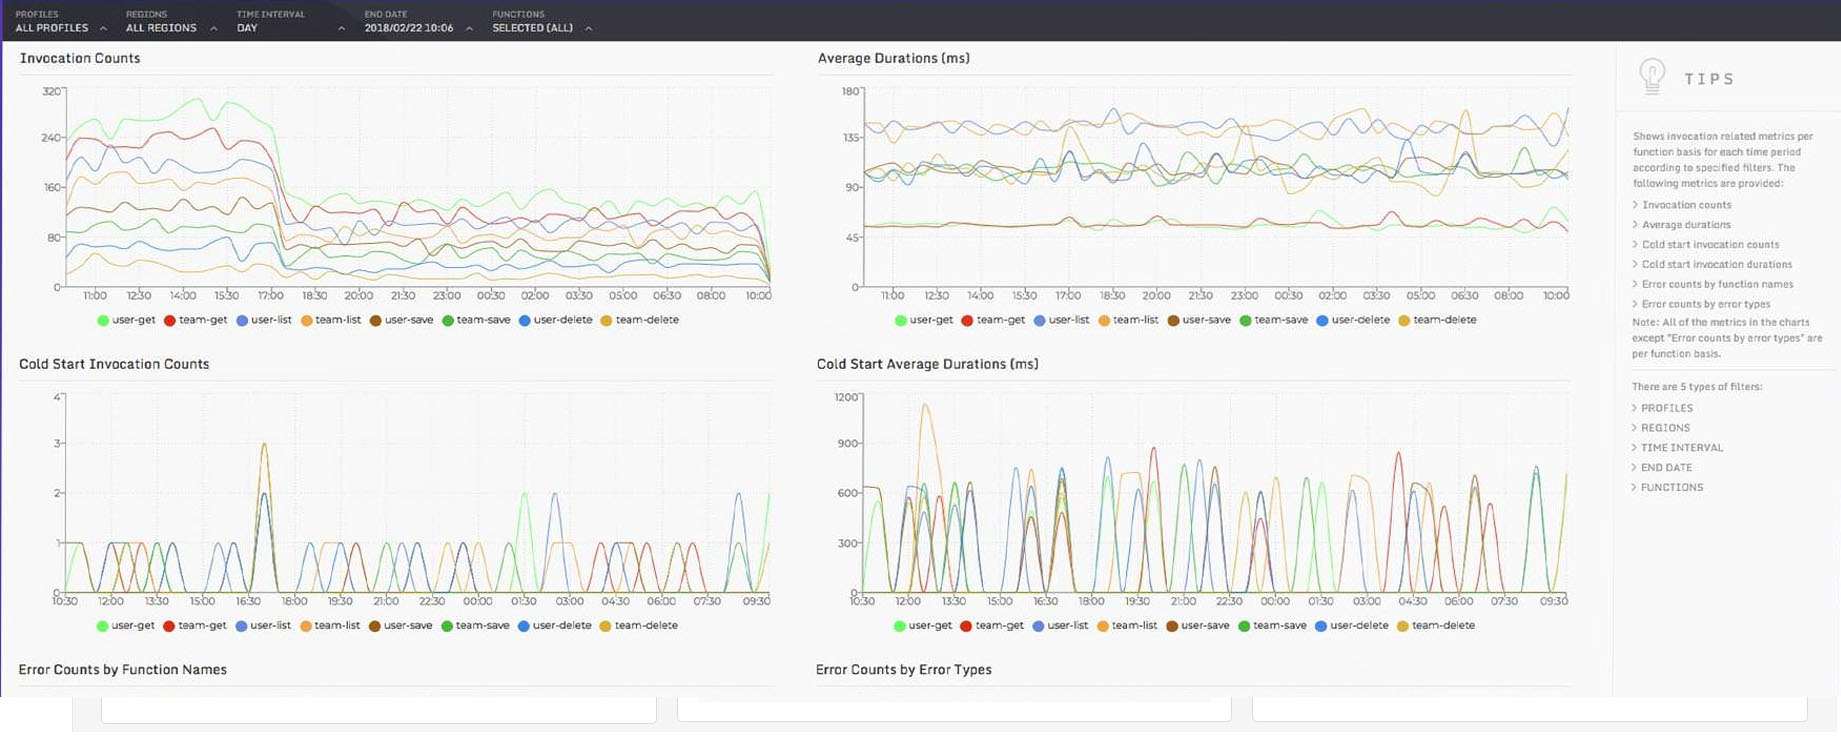 PROFILES REGIONS TIME INTERVAL END DATE FUNCTIONS
ALL PROFILES ALL REGIONS DAY 2018/02/22 10:06 SELECTED (ALL)
Invocation Counts
320
240
160
80
0
11:00 12:30 14:00 15:30 17:00 18:30 20:00 21:30 23:00 00:30 02:00 03:30 05:00 06:30 08:00 10:00
user-get team-get user-list team-list user-save team-save user-delete team-delete
Average Durations (ms)
180
135
90
45
0
11:00 12:30 14:00 15:30 17:00 18:30 20:00 21:30 23:00 00:30 02:00 03:30 05:00 06:30 08:00 10:00
user-get team-get user-list team-list user-save team-save user-delete team-delete
Cold Start Invocation Counts
4
3
2
1
0
10:30 12:00 13:30 15:00 16:30 18:00 19:30 21:00 22:30 00:00 01:30 03:00 04:30 06:00 07:30 09:30
user-get team-get user-list team-list user-save team-save user-delete team-delete
Cold Start Average Durations (ms)
1200
900
600
300
0
10:30 12:00 13:30 15:00 16:30 18:00 19:30 21:00 22:30 00:00 01:30 03:00 04:30 06:00 07:30 09:30
user-get team-get user-list team-list user-save team-save user-delete team-delete
Error Counts by Function Names
Error Counts by Error Types
TIPS
Shows invocation related metrics per
function basis for each time period
according to specified filters. The
following metrics are provided:
> Invocation counts
> Average durations
> Cold start invocation counts
> Cold start invocation durations
> Error counts by function names
> Error counts by error types
Note: All of the metrics in the charts
except "Error counts by error types" are
per function basis.
There are 5 types of filters:
> PROFILES
> REGIONS
> TIME INTERVAL
> END DATE
> FUNCTIONS